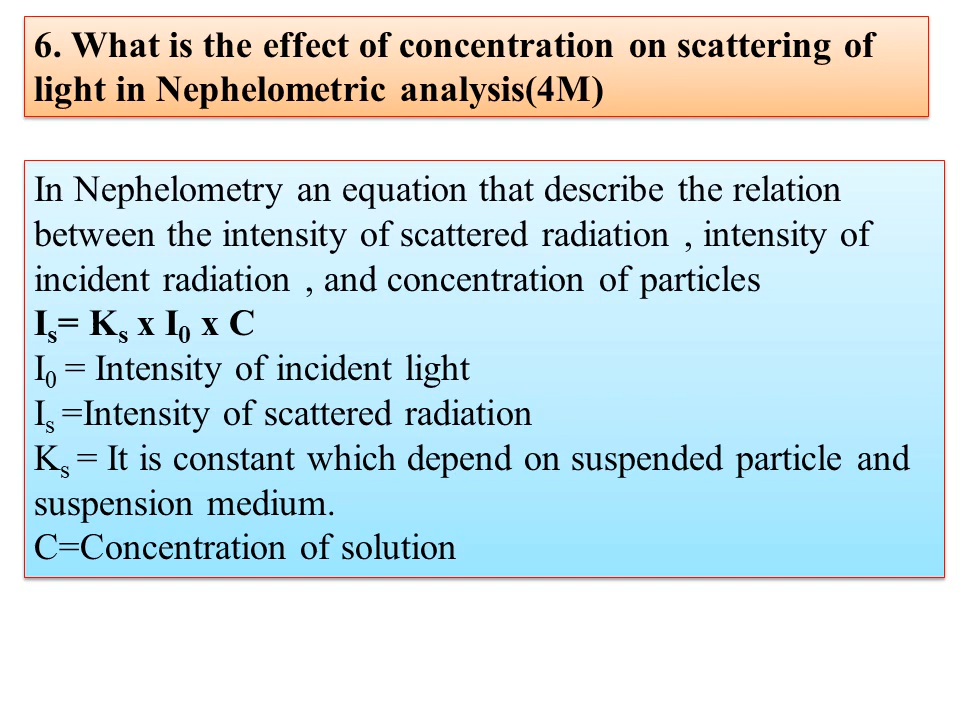 6. What is the effect of concentration on scattering of
light in Nephelometric analysis(4M)
In Nephelometry an equation that describe the relation
between the intensity of scattered radiation , intensity of
incident radiation , and concentration of particles
Is= Ks x I0 x C
I0 = Intensity of incident light
Is =Intensity of scattered radiation
Ks = It is constant which depend on suspended particle and
suspension medium.
C=Concentration of solution